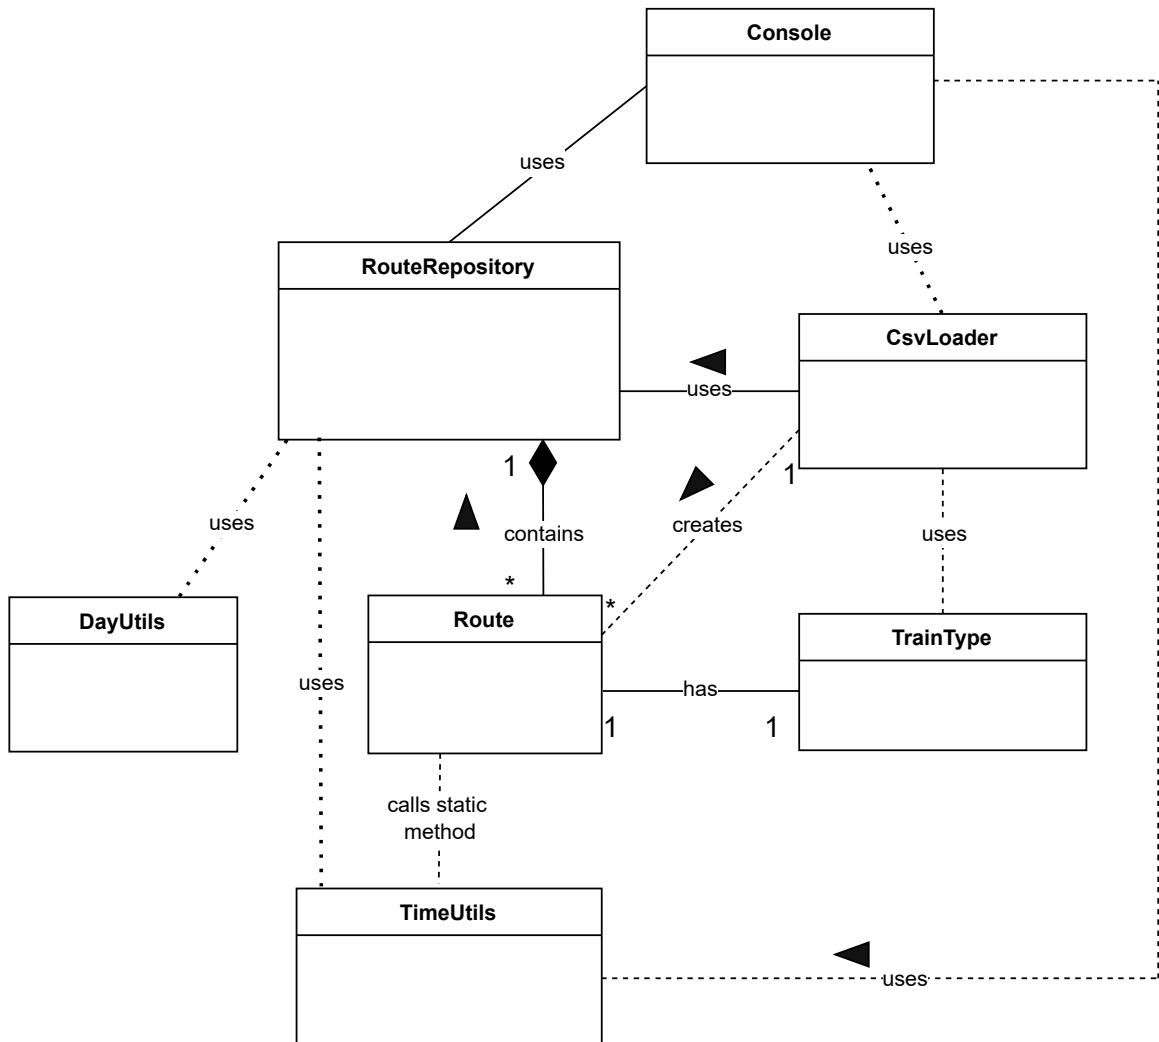 Console
uses
uses
RouteRepository
CsvLoader
uses
1
1
uses
contains
creates
uses
*
*
DayUtils
Route
TrainType
uses
has
1
1
calls static
method
TimeUtils
uses